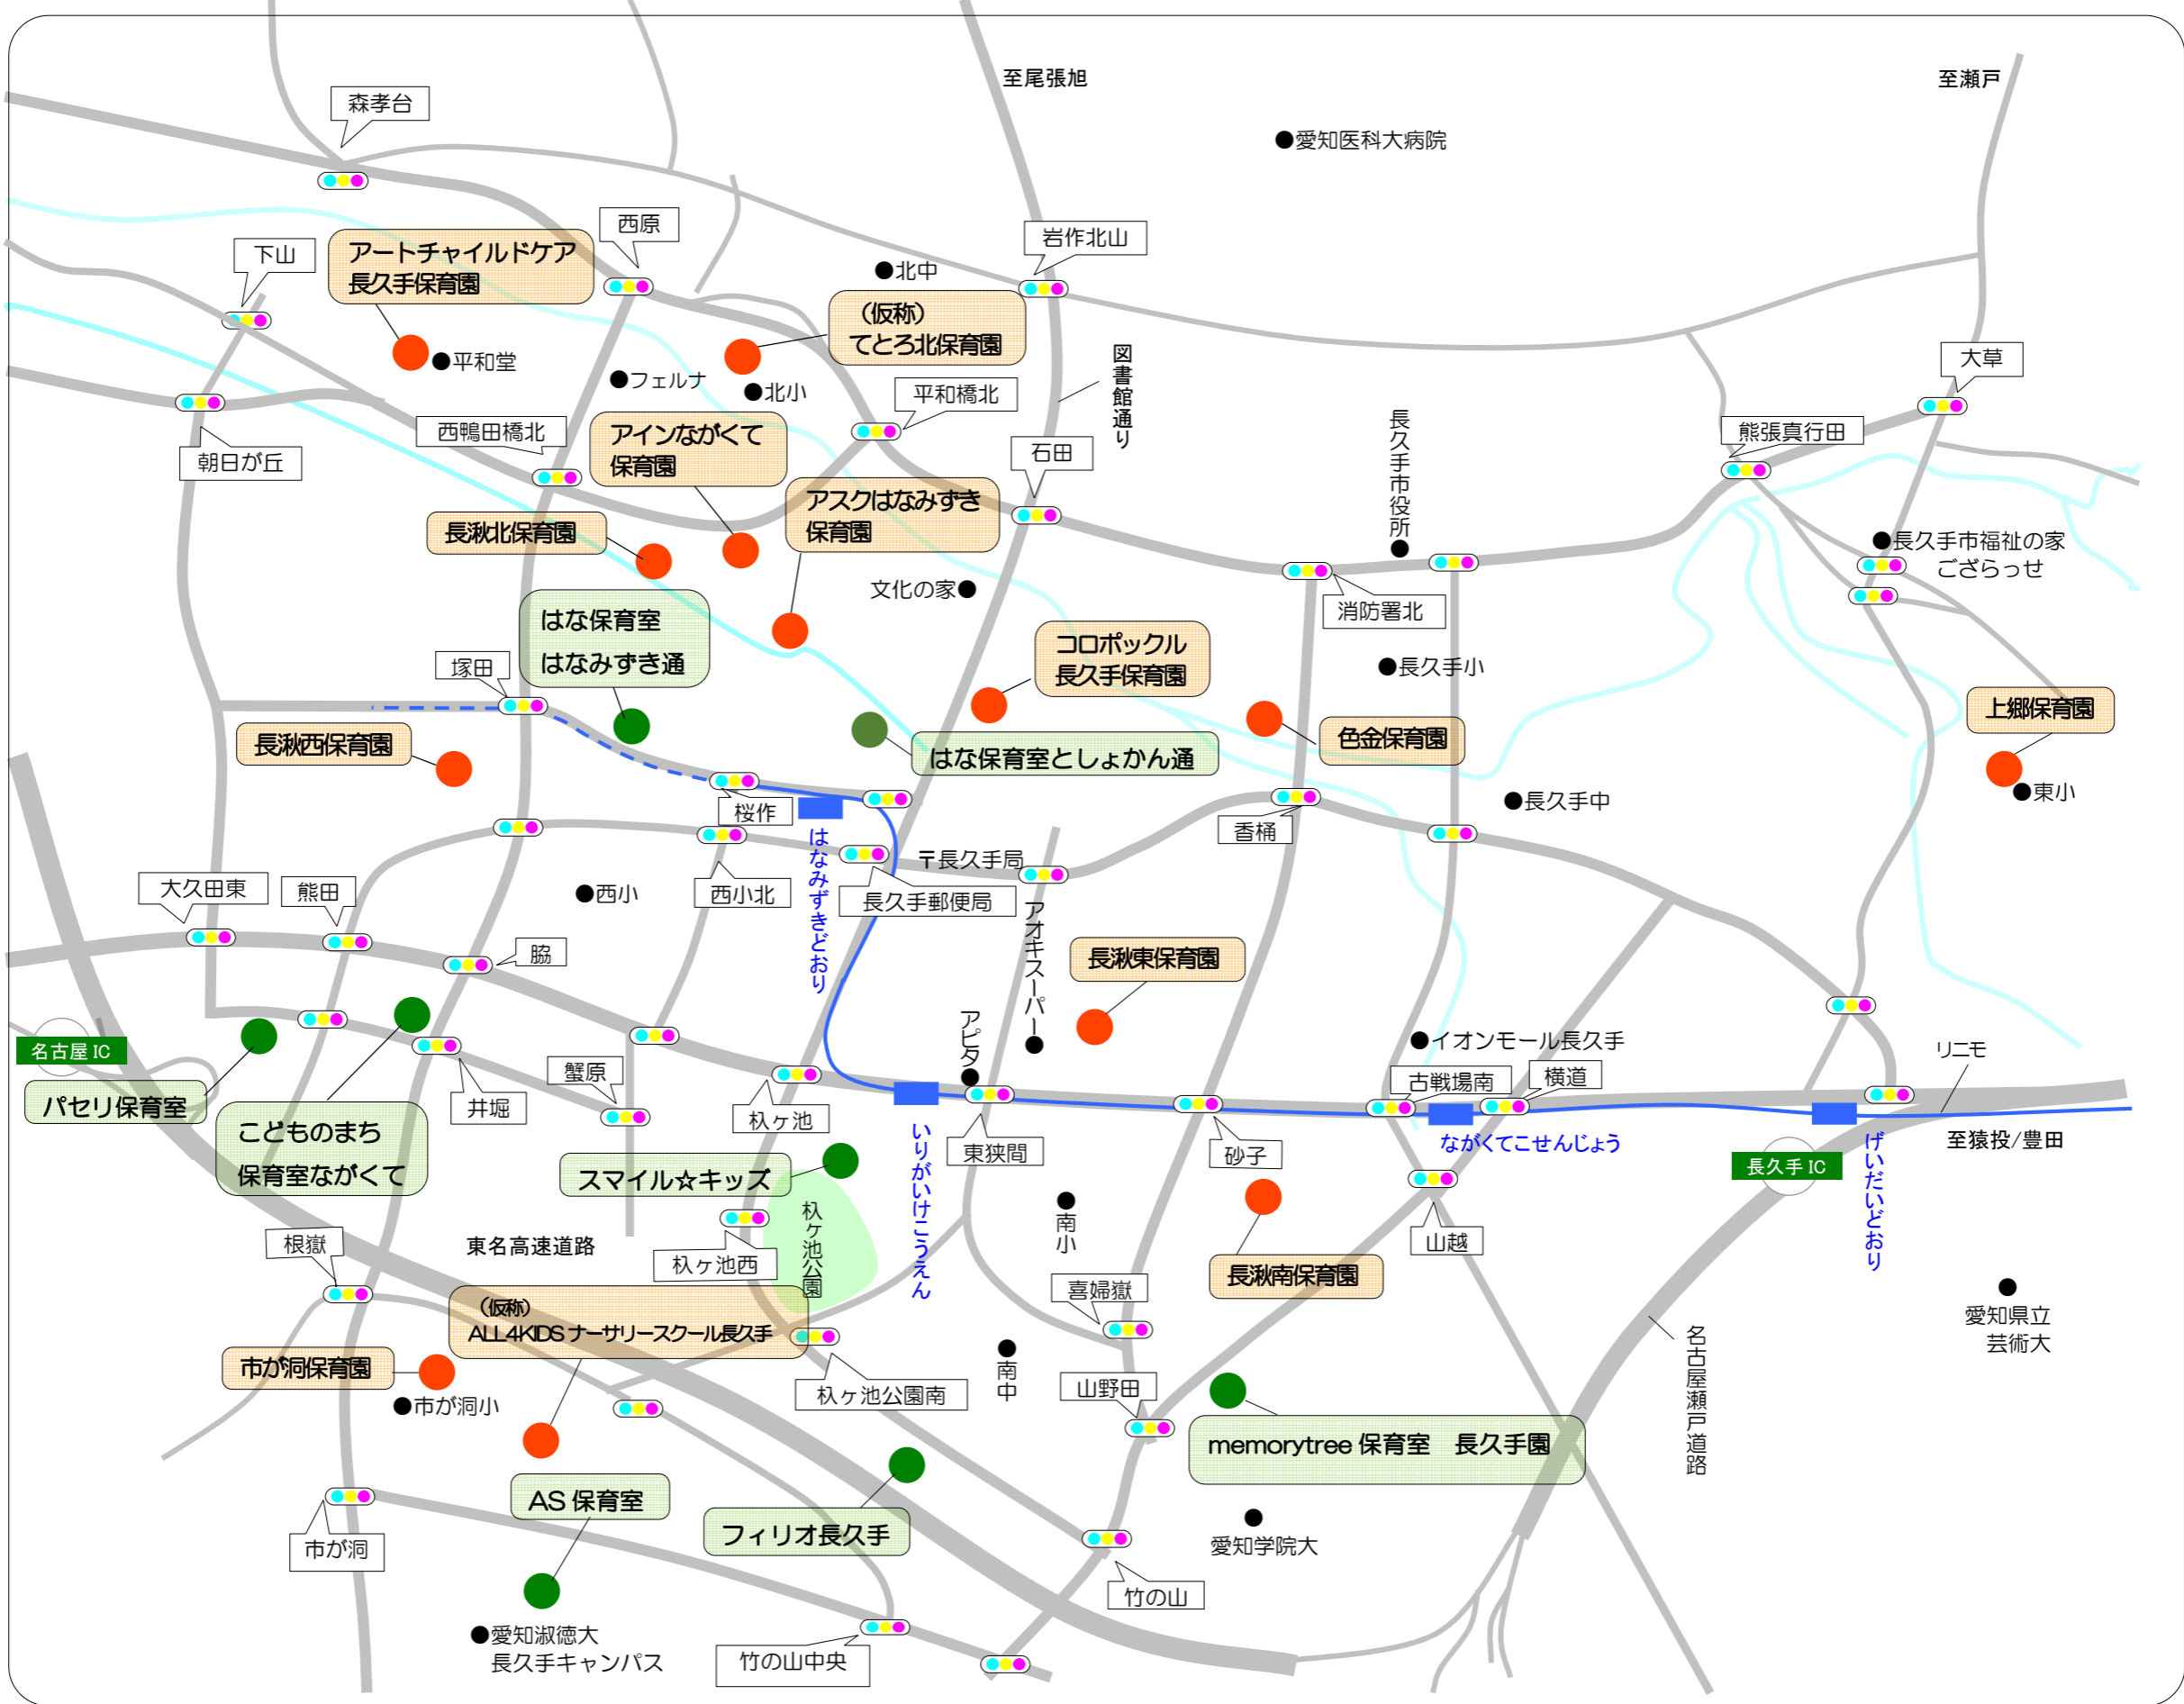 至尾張旭
至瀬戸
森孝台
●愛知医科大病院
西原
岩作北山
下山
アートチャイルドケア
長久手保育園
●北中
（仮称）
てとろ北保育園
●平和堂
●フェルナ
●北小
図書館通り
大草
平和橋北
西鴨田橋北
アインながくて
保育園
石田
長久手市役所
熊張真行田
朝日が丘
アスクはなみずき
保育園
長湫北保育園
●長久手市福祉の家
ござらっせ
文化の家●
消防署北
はな保育室
はなみずき通
コロポックル
長久手保育園
●長久手小
塚田
上郷保育園
長湫西保育園
はな保育室としょかん通
色金保育園
●東小
桜作
●長久手中
香桶
はなみずきどおり
〒長久手局
大久田東
熊田
●西小
西小北
長久手郵便局
アオキスーパー
脇
長湫東保育園
アピタ
●イオンモール長久手
リニモ
名古屋 IC
古戦場南
横道
蟹原
パセリ保育室
井堀
杁ヶ池
こどものまち
保育室ながくて
いりがいけこうえん
東狭間
砂子
ながくてこせんじょう
至猿投/豊田
長久手 IC
げいだいどおり
スマイル☆キッズ
杁ヶ池公園
南小
山越
根嶽
東名高速道路
杁ヶ池西
長湫南保育園
喜婦嶽
（仮称）
ALL4KIDS ナーサリースクール長久手
愛知県立
芸術大
市が洞保育園
南中
名古屋瀬戸道路
●市が洞小
杁ヶ池公園南
山野田
memorytree 保育室　長久手園
AS 保育室
フィリオ長久手
市が洞
愛知学院大
竹の山
●愛知淑徳大
長久手キャンパス
竹の山中央